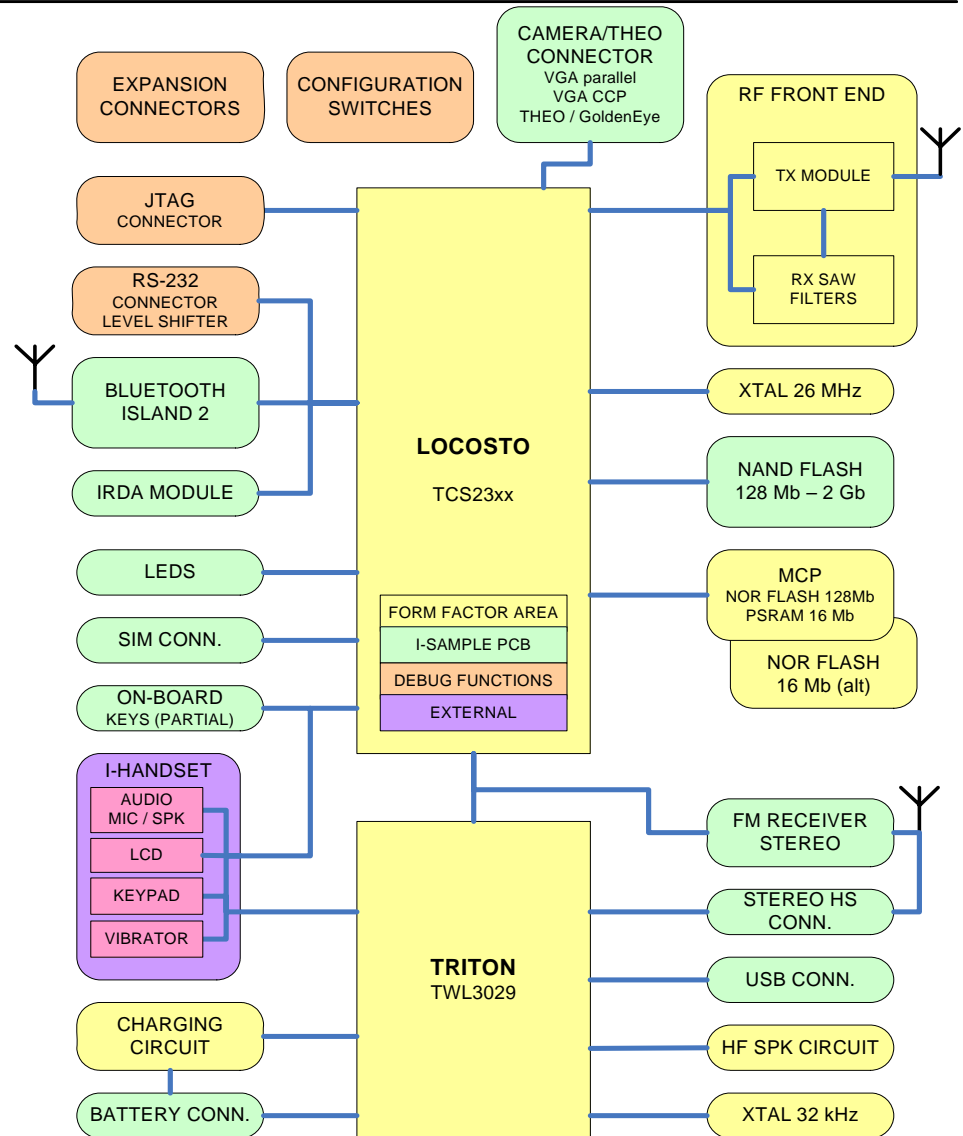 CAMERA/THEO
CONNECTOR
VGA parallel
VGA CCP
THEO / GoldenEye
EXPANSION
CONNECTORS
CONFIGURATION
SWITCHES
RF FRONT END
TX MODULE
RX SAW
FILTERS
JTAG
CONNECTOR
RS-232
CONNECTOR
LEVEL SHIFTER
BLUETOOTH
ISLAND 2
IRDA MODULE
LEDS
SIM CONN.
ON-BOARD
KEYS (PARTIAL)
LOCOSTO
TCS23xx
FORM FACTOR AREA
I-SAMPLE PCB
DEBUG FUNCTIONS
EXTERNAL
XTAL 26 MHz
NAND FLASH
128 Mb – 2 Gb
MCP
NOR FLASH 128Mb
PSRAM 16 Mb
NOR FLASH
16 Mb (alt)
I-HANDSET
AUDIO
MIC / SPK
LCD
KEYPAD
VIBRATOR
CHARGING
CIRCUIT
BATTERY CONN.
TRITON
TWL3029
FM RECEIVER
STEREO
STEREO HS
CONN.
USB CONN.
HF SPK CIRCUIT
XTAL 32 kHz